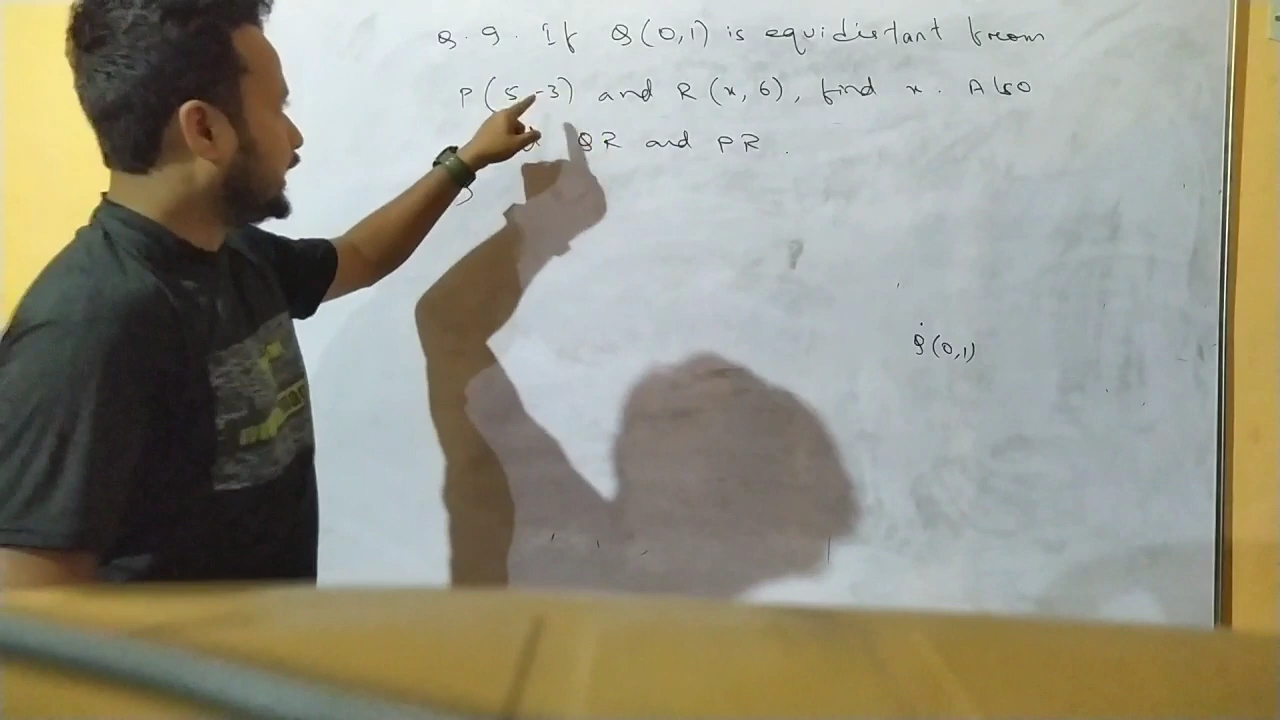 Q.9. If Q(0,1) is equidistant from
P(5,-3) and R(x,6), find x. Also
QR and PR.
Q(0,1)